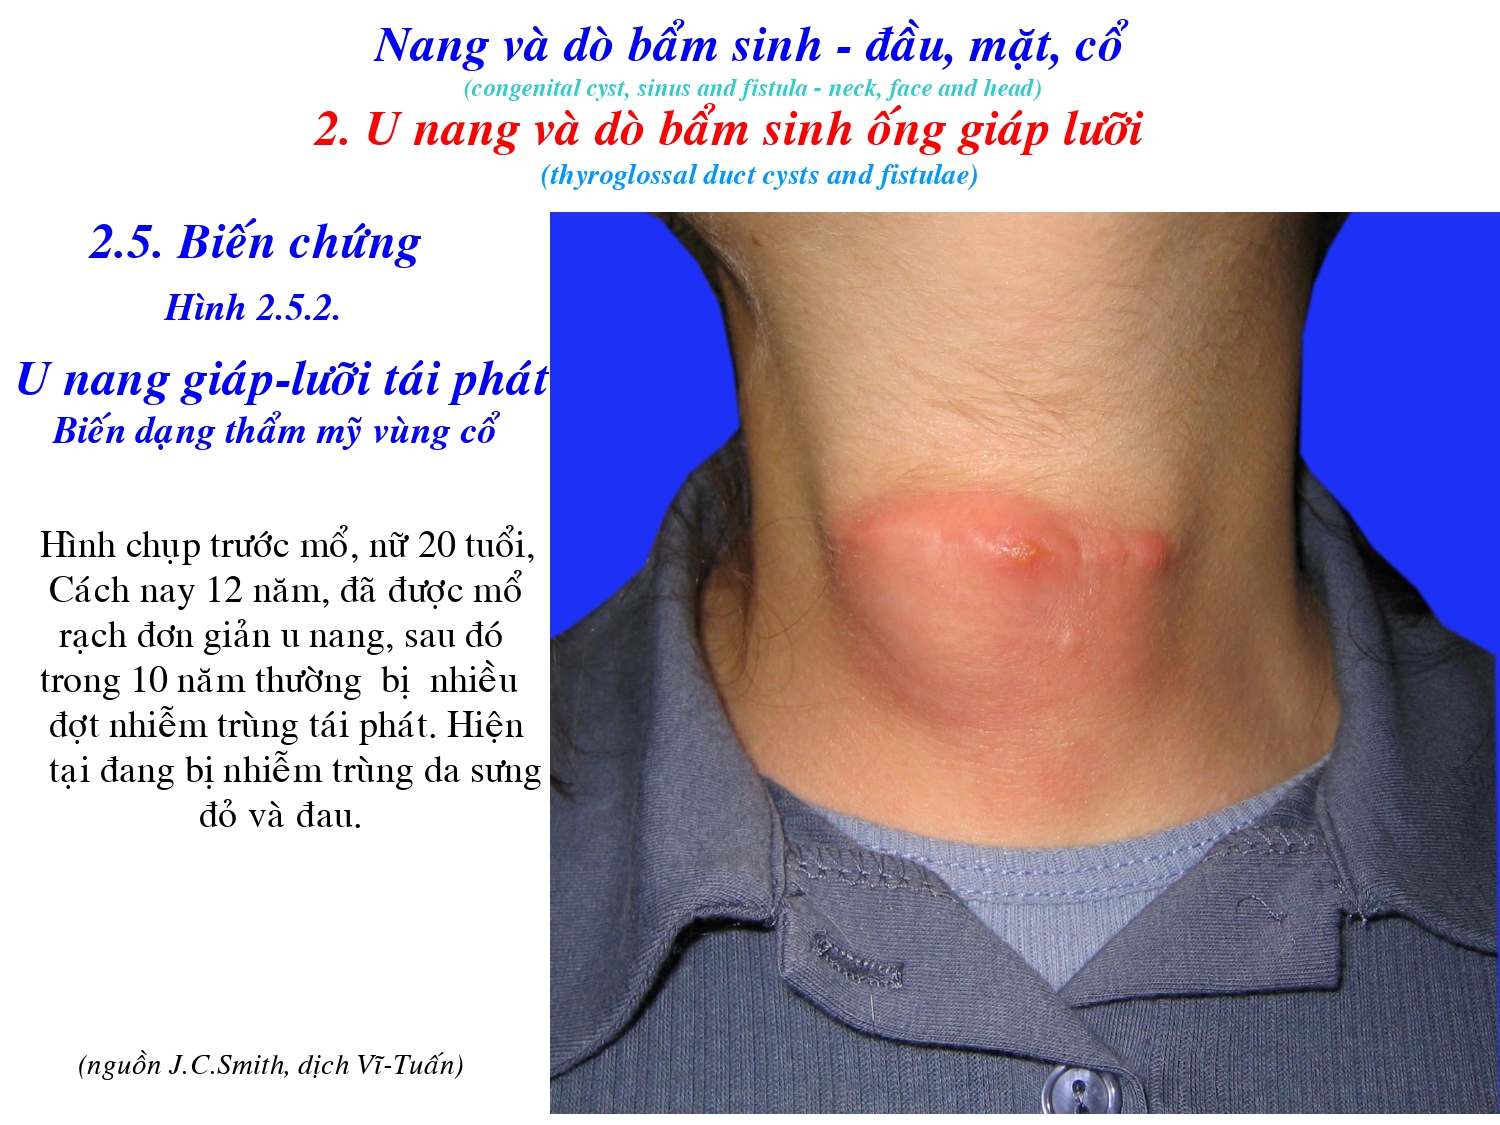 Nang và dò bẩm sinh - đầu, mặt, cổ
(congenital cyst, sinus and fistula - neck, face and head)
2. U nang và dò bẩm sinh ống giáp lưỡi
(thyroglossal duct cysts and fistulae)
2.5. Biến chứng
Hình 2.5.2.
U nang giáp-lưỡi tái phát
Biến dạng thẩm mỹ vùng cổ
Hình chụp trước mổ, nữ 20 tuổi,
Cách nay 12 năm, đã được mổ
rạch đơn giản u nang, sau đó
trong 10 năm thường bị nhiều
đợt nhiễm trùng tái phát. Hiện
tại đang bị nhiễm trùng da sưng
đỏ và đau.
(nguồn J.C.Smith, dịch Vĩ-Tuấn)